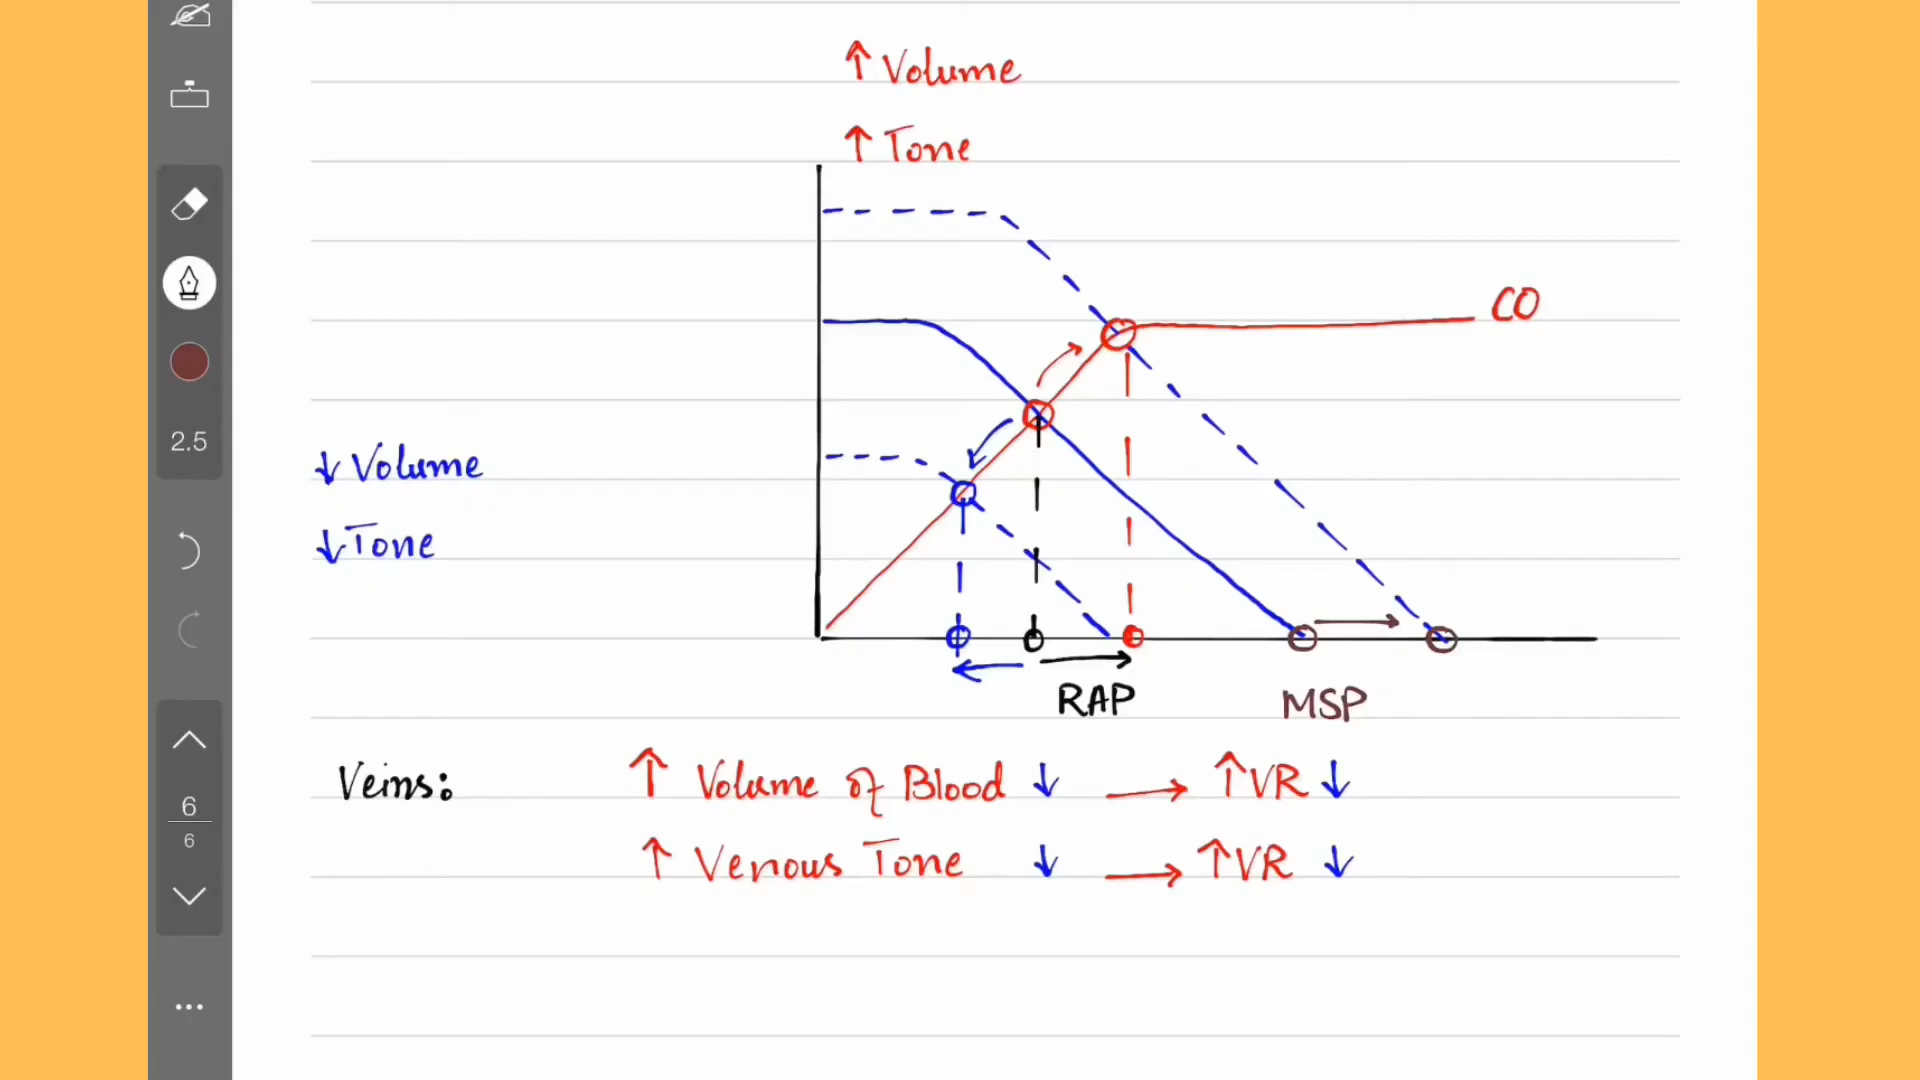 ↑ Volume
↑ Tone
CO
2.5
↓ Volume
↓ Tone
RAP
MSP
Veins: ↑ Volume of Blood ↓ → ↑VR ↓
↑ Venous Tone ↓ → ↑VR ↓
6
6